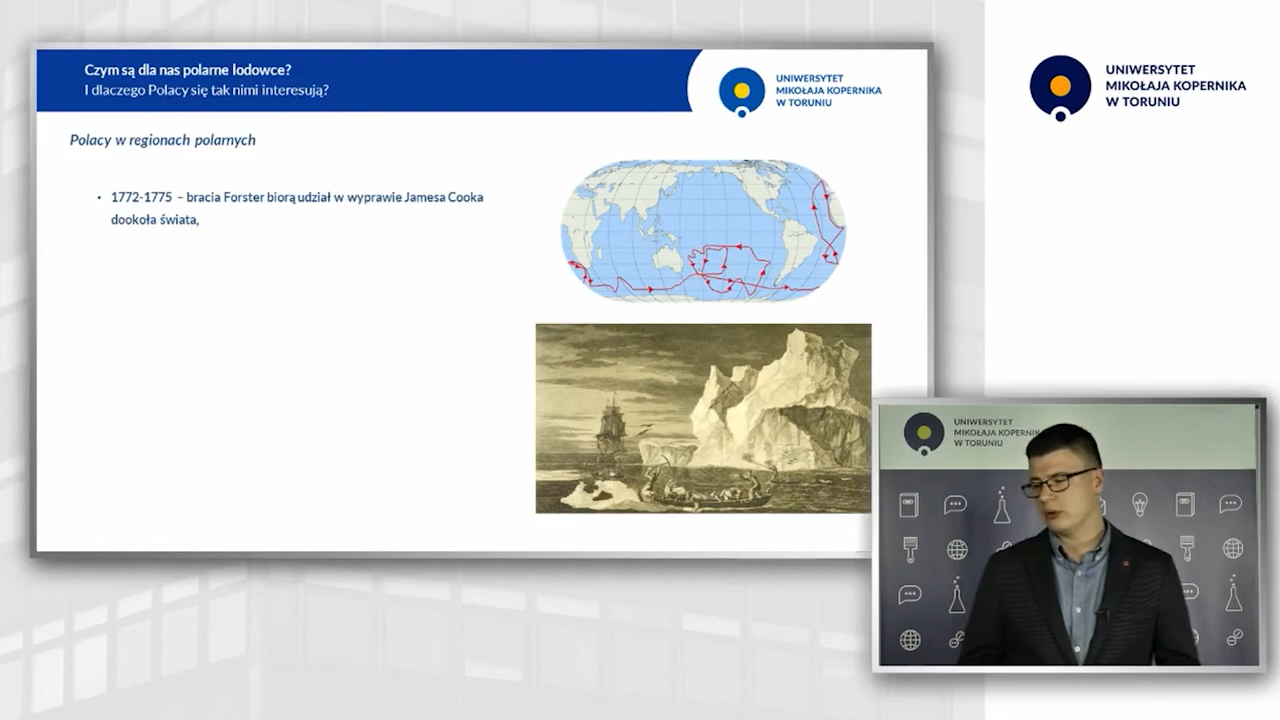 Czym są dla nas polarne lodowce?
I dlaczego Polacy się tak nimi interesują?
UNIWERSYTET
MIKOŁAJA KOPERNIKA
W TORUNIU
Polacy w regionach polarnych
• 1772-1775 – bracia Forster biorą udział w wyprawie Jamesa Cooka
dookoła świata,
UNIWERSYTET
MIKOŁAJA KOPERNIKA
W TORUNIU
UNIWERSYTET
MIKOŁAJA KOPERNIK
W TORUNIU